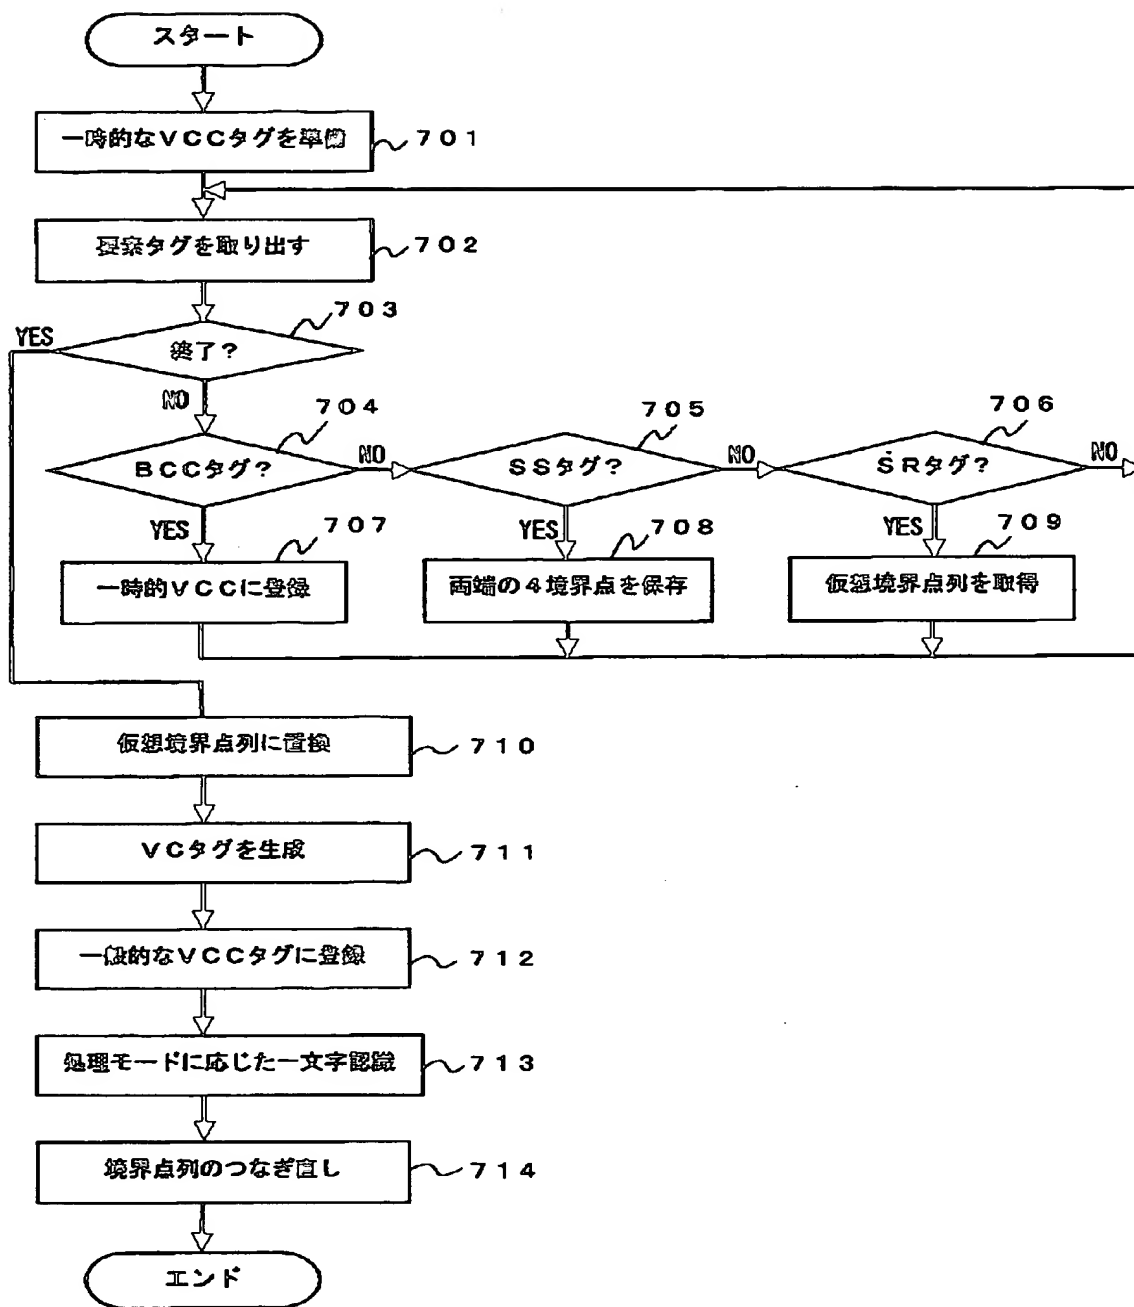 スタート
一時的なVCCタグを準備 701
要素タグを取り出す 702
703
YES
終了?
NO
704
705
706
BCCタグ?
NO
SSタグ?
NO
SRタグ?
NO
YES
707
YES
708
YES
709
一時的VCCに登録
両端の4境界点を保存
仮想境界点列を取得
仮想境界点列に置換 710
VCタグを生成 711
一般的なVCCタグに登録 712
処理モードに応じた一文字認識 713
境界点列のつなぎ直し 714
エンド